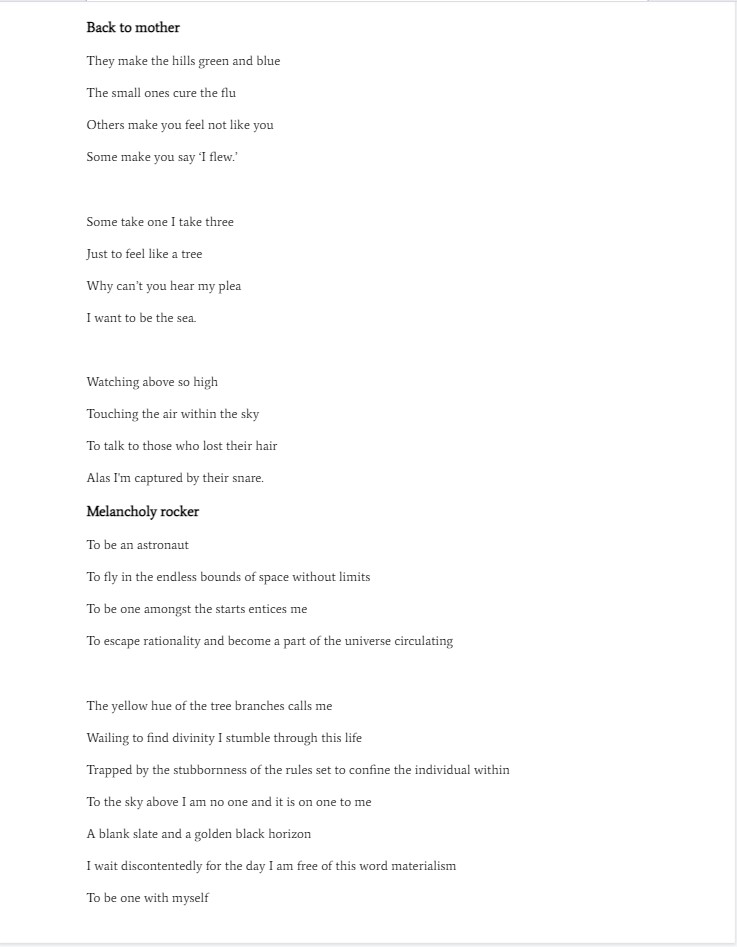 Back to mother
They make the hills green and blue
The small ones cure the flu
Others make you feel not like you
Some make you say ‘I flew.’
Some take one I take three
Just to feel like a tree
Why can’t you hear my plea
I want to be the sea.
Watching above so high
Touching the air within the sky
To talk to those who lost their hair
Alas I'm captured by their snare.
Melancholy rocker
To be an astronaut
To fly in the endless bounds of space without limits
To be one amongst the starts entices me
To escape rationality and become a part of the universe circulating
The yellow hue of the tree branches calls me
Wailing to find divinity I stumble through this life
Trapped by the stubbornness of the rules set to confine the individual within
To the sky above I am no one and it is on one to me
A blank slate and a golden black horizon
I wait discontentedly for the day I am free of this word materialism
To be one with myself